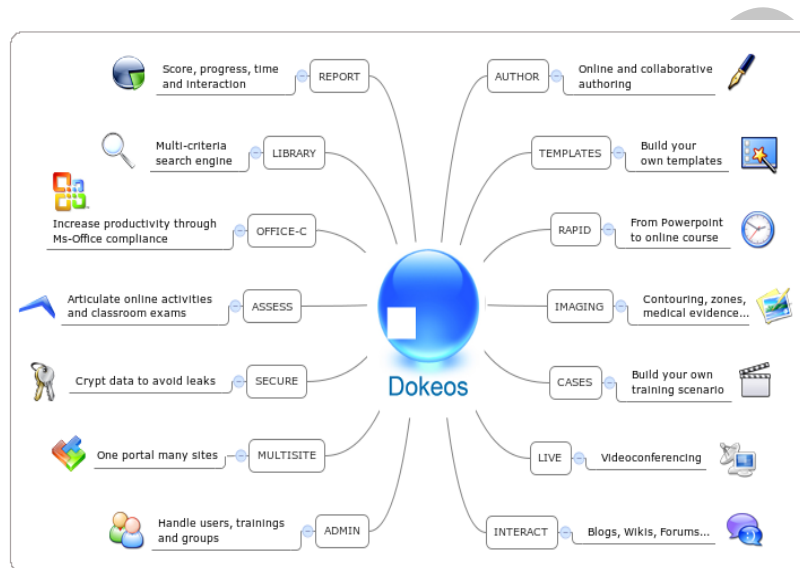 Score, progress, time
and interaction
REPORT
Multi-criteria
search engine
LIBRARY
Increase productivity through
Ms-Office compliance
OFFICE-C
Articulate online activities
and classroom exams
ASSESS
Crypt data to avoid leaks
SECURE
One portal many sites
MULTISITE
Handle users, trainings
and groups
ADMIN
Dokeos
AUTHOR
Online and collaborative
authoring
TEMPLATES
Build your
own templates
RAPID
From Powerpoint
to online course
IMAGING
Contouring, zones,
medical evidence...
CASES
Build your own
training scenario
LIVE
Videoconferencing
INTERACT
Blogs, Wikis, Forums...